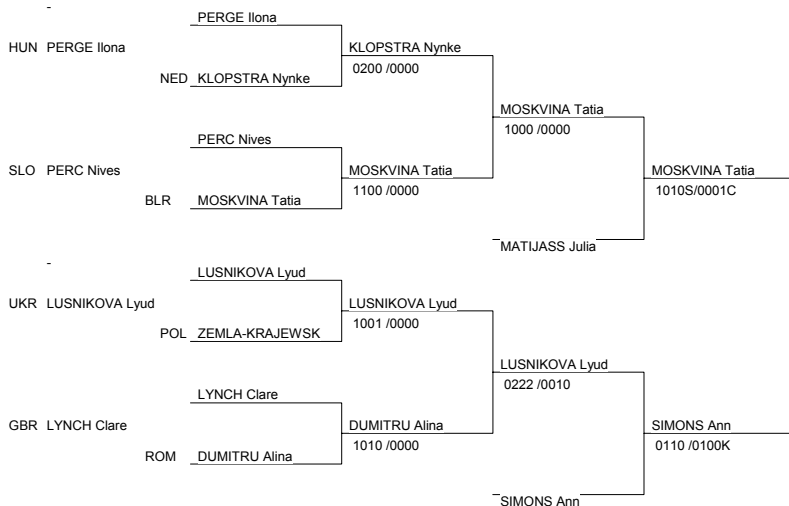 -
PERGE Ilona
HUN PERGE Ilona
KLOPSTRA Nynke
0200 /0000
NED KLOPSTRA Nynke
MOSKVINA Tatia
1000 /0000
PERC Nives
SLO PERC Nives
MOSKVINA Tatia
1100 /0000
MOSKVINA Tatia
1010S/0001C
BLR MOSKVINA Tatia
MATIJASS Julia
-
LUSNIKOVA Lyud
UKR LUSNIKOVA Lyud
LUSNIKOVA Lyud
1001 /0000
POL ZEMLA-KRAJEWSK
LUSNIKOVA Lyud
0222 /0010
LYNCH Clare
GBR LYNCH Clare
DUMITRU Alina
1010 /0000
SIMONS Ann
0110 /0100K
ROM DUMITRU Alina
SIMONS Ann